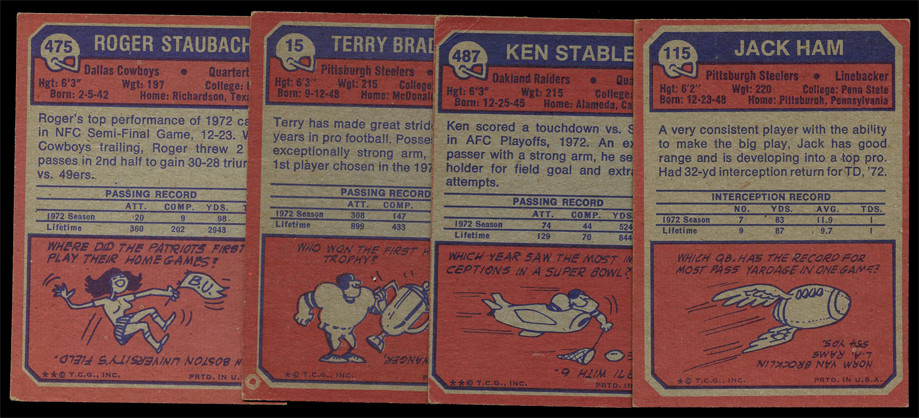 475
ROGER STAUBACH
Dallas Cowboys • Quarterb
Hgt: 6'3" Wgt: 197 College:
Born: 2-5-42 Home: Richardson, Texa
Roger's top performance of 1972 ca
in NFC Semi-Final Game, 12-23. W
Cowboys trailing, Roger threw 2
passes in 2nd half to gain 30-28 triur
vs. 49ers.
PASSING RECORD
ATT. COMP. YDS.
1972 Season 20 9 98
Lifetime 360 202 2943
WHERE DID THE PATRIOTS FIRST
PLAY THEIR HOME GAMES?
B.U.
N BOSTON UNIVERSITY'S FIELD.
★★© T.C.G., INC. PRTD. IN U.S.
15
TERRY BRAD
Pittsburgh Steelers
Hgt: 6'3" Wgt: 215
Born: 9-12-48 Home: McDonal
Terry has made great strid
years in pro football. Posse
exceptionally strong arm,
1st player chosen in the 197
PASSING RECORD
ATT. COMP.
1972 Season 308 147
Lifetime 899 433
WHO WON THE FIRST H
TROPHY?
WANGER.
★© T.C.G., INC. PRTD.
487
KEN STABLE
Oakland Raiders • Qua
Hgt: 6'3" Wgt: 215 College:
Born: 12-25-45 Home: Alameda, Ca
Ken scored a touchdown vs. S
in AFC Playoffs, 1972. An ex
passer with a strong arm, he se
holder for field goal and extra
attempts.
PASSING RECORD
ATT. COMP. YDS.
1972 Season 74 44 524
Lifetime 129 70 844
WHICH YEAR SAW THE MOST IN
CEPTIONS IN A SUPER BOWL?
971 WITH 6.
★★© T.C.G., INC. PRTD. IN
115
JACK HAM
Pittsburgh Steelers • Linebacker
Hgt: 6'2" Wgt: 220 College: Penn State
Born: 12-23-48 Home: Pittsburgh, Pennsylvania
A very consistent player with the ability
to make the big play, Jack has good
range and is developing into a top pro.
Had 32-yd interception return for TD, '72.
INTERCEPTION RECORD
NO. YDS. AVG. TDS.
1972 Season 7 83 11.9 1
Lifetime 9 87 9.7 1
WHICH QB. HAS THE RECORD FOR
MOST PASS YARDAGE IN ONE GAME?
NORM VAN BROCKLIN
L.A. RAMS
554 YDS.
★© T.C.G., INC. PRTD. IN U.S.A.